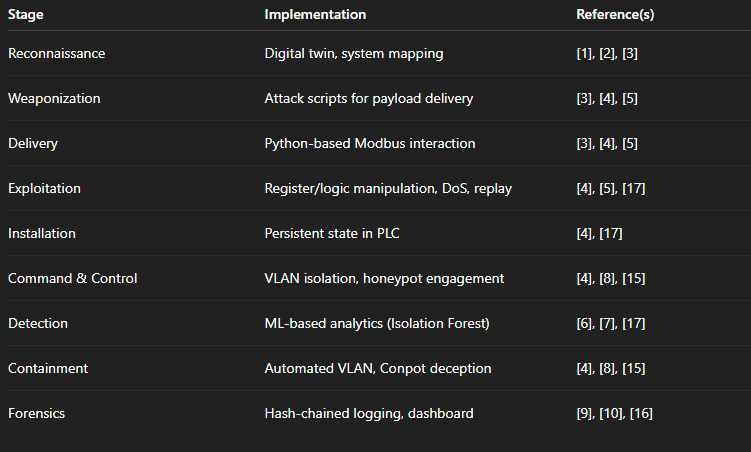 Stage Implementation Reference(s)
Reconnaissance Digital twin, system mapping [1], [2], [3]
Weaponization Attack scripts for payload delivery [3], [4], [5]
Delivery Python-based Modbus interaction [3], [4], [5]
Exploitation Register/logic manipulation, DoS, replay [4], [5], [17]
Installation Persistent state in PLC [4], [17]
Command & Control VLAN isolation, honeypot engagement [4], [8], [15]
Detection ML-based analytics (Isolation Forest) [6], [7], [17]
Containment Automated VLAN, Conpot deception [4], [8], [15]
Forensics Hash-chained logging, dashboard [9], [10], [16]